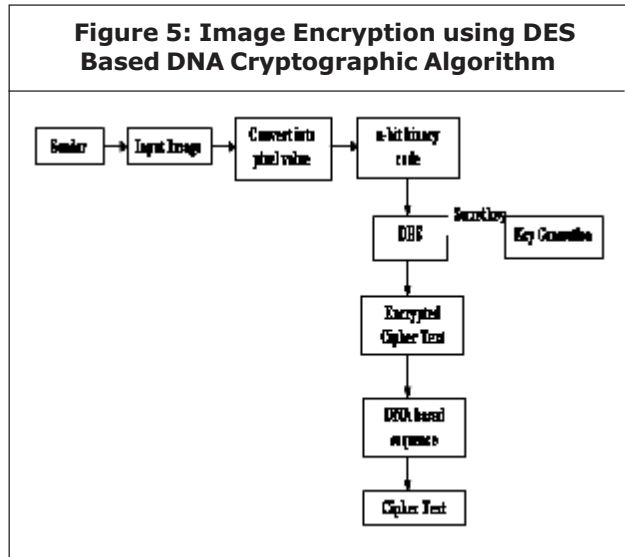 Figure 5: Image Encryption using DES
Based DNA Cryptographic Algorithm
Sender
Input Image
Convert into
pixel value
n-bit binary
code
DES
Secret key
Key Generation
Encrypted
Cipher Text
DNA based
sequence
Cipher Text